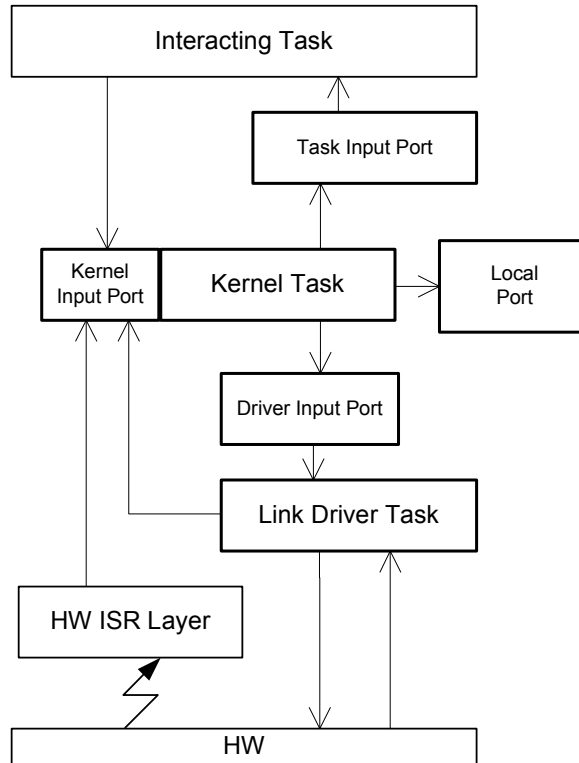 Interacting Task
Task Input Port
Kernel
Input Port
Kernel Task
Local
Port
Driver Input Port
Link Driver Task
HW ISR Layer
HW